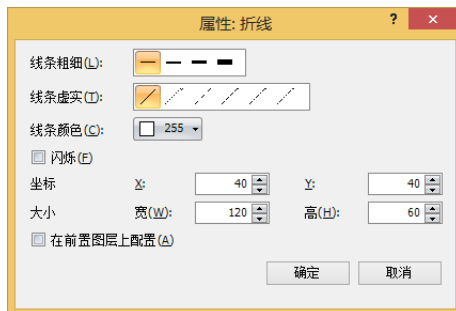 属性: 折线 ? ×
线条粗细(L):
线条虚实(T):
线条颜色(C): 255
闪烁(F)
坐标 X: 40 Y: 40
大小 宽(W): 120 高(H): 60
在前置图层上配置(A)
确定 取消